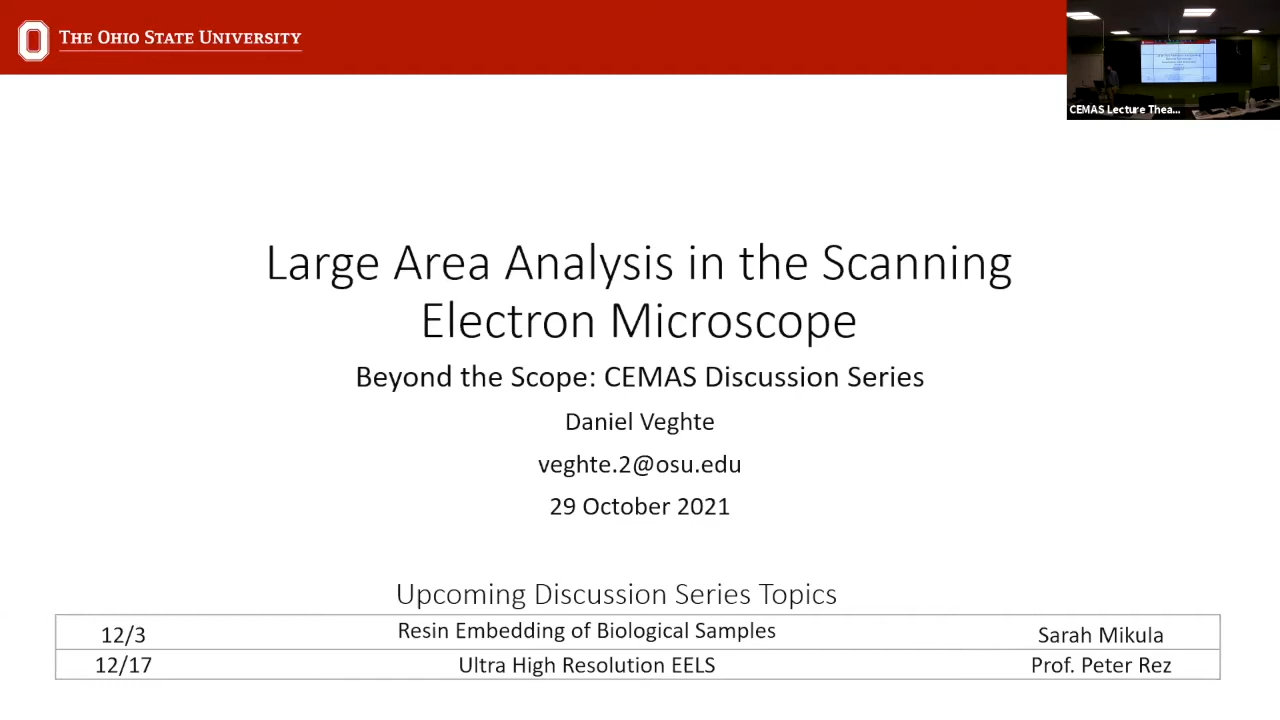 THE OHIO STATE UNIVERSITY
CEMAS Lecture Thea...
Large Area Analysis in the Scanning
Electron Microscope
Beyond the Scope: CEMAS Discussion Series
Daniel Veghte
veghte.2@osu.edu
29 October 2021
Upcoming Discussion Series Topics
12/3 Resin Embedding of Biological Samples Sarah Mikula
12/17 Ultra High Resolution EELS Prof. Peter Rez